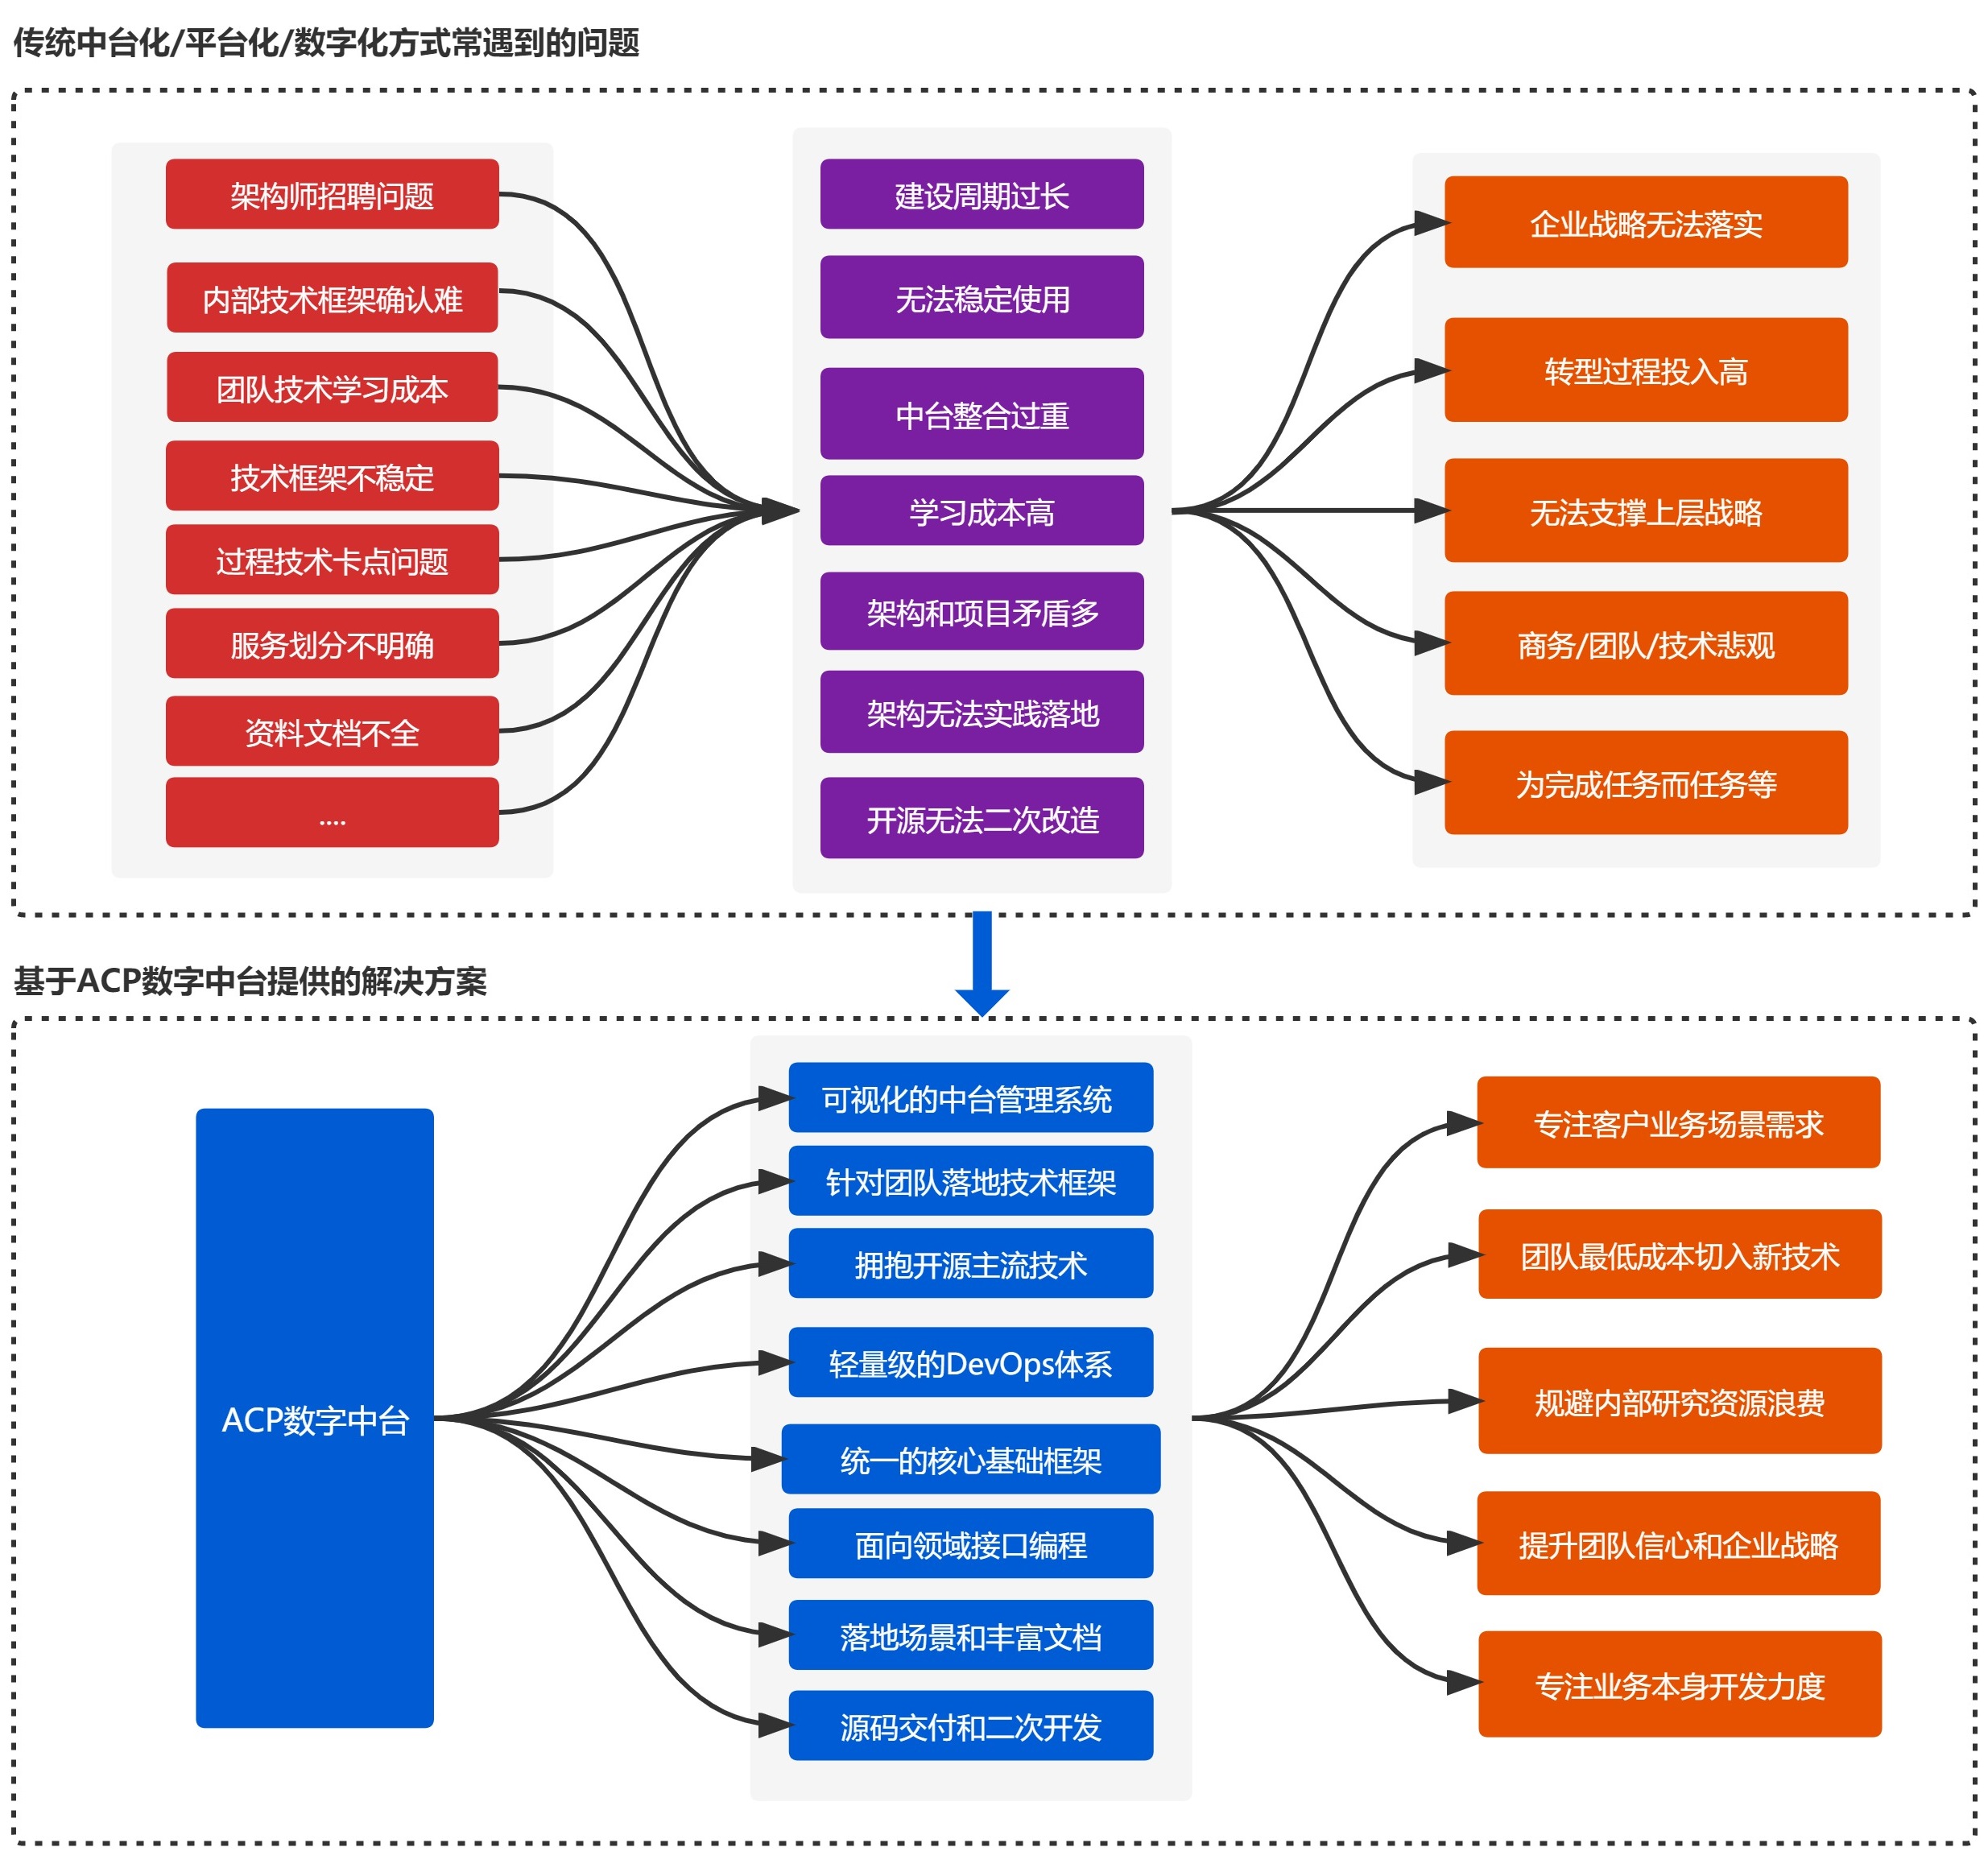 传统中台化/平台化/数字化方式常遇到的问题
架构师招聘问题
内部技术框架确认难
团队技术学习成本
技术框架不稳定
过程技术卡点问题
服务划分不明确
资料文档不全
....
建设周期过长
无法稳定使用
中台整合过重
学习成本高
架构和项目矛盾多
架构无法实践落地
开源无法二次改造
企业战略无法落实
转型过程投入高
无法支撑上层战略
商务/团队/技术悲观
为完成任务而任务等
基于ACP数字中台提供的解决方案
ACP数字中台
可视化的中台管理系统
针对团队落地技术框架
拥抱开源主流技术
轻量级的DevOps体系
统一的核心基础框架
面向领域接口编程
落地场景和丰富文档
源码交付和二次开发
专注客户业务场景需求
团队最低成本切入新技术
规避内部研究资源浪费
提升团队信心和企业战略
专注业务本身开发力度